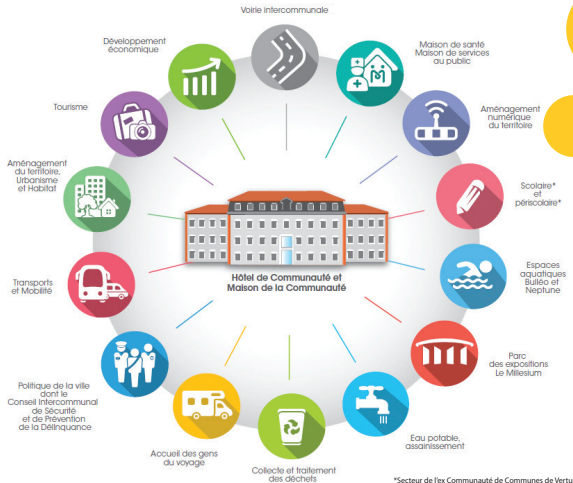 Voirie intercommunale
Maison de santé
Maison de services
au public
Aménagement
numérique
du territoire
Scolaire*
et
périscolaire*
Espaces
aquatiques
Bulléo et
Neptune
Parc
des expositions
Le Millesium
Eau potable,
assainissement
Collecte et traitement
des déchets
Accueil des gens
du voyage
Politique de la ville
dont le
Conseil Intercommunal
de Sécurité
et de Prévention
de la Délinquance
Transports
et Mobilité
Aménagement
du territoire,
Urbanisme
et Habitat
Tourisme
Développement
économique
Hôtel de Communauté et
Maison de la Communauté
*Secteur de l'ex Communauté de Communes de Vertu